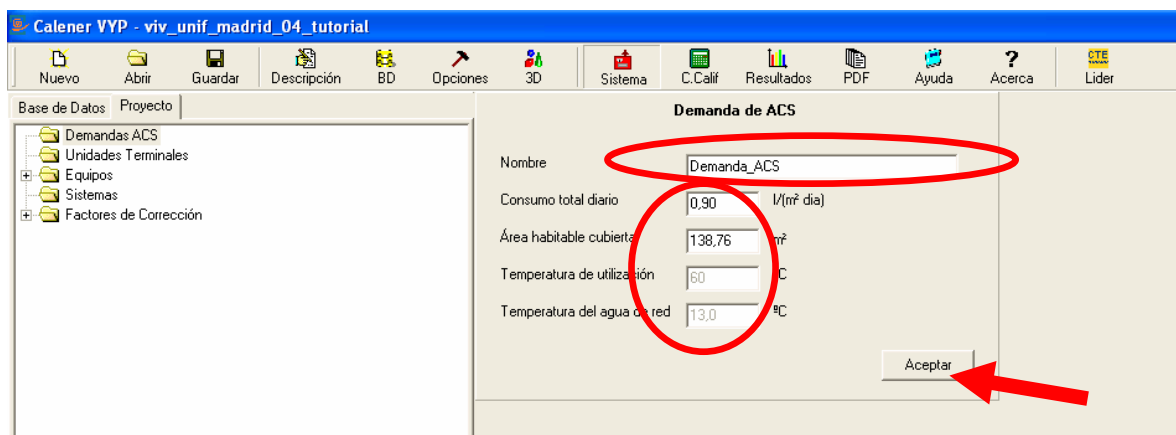 Calener VYP - viv_unif_madrid_04_tutorial
Nuevo Abrir Guardar Descripción BD Opciones 3D Sistema C.Calif Resultados PDF Ayuda Acerca CTE Lider
Base de Datos Proyecto
Demandas ACS
Unidades Terminales
Equipos
Sistemas
Factores de Corrección
Demanda de ACS
Nombre Demanda_ACS
Consumo total diario 0,90 l/(m² dia)
Área habitable cubierta 138,76 m²
Temperatura de utilización 60 ºC
Temperatura del agua de red 13,0 ºC
Aceptar